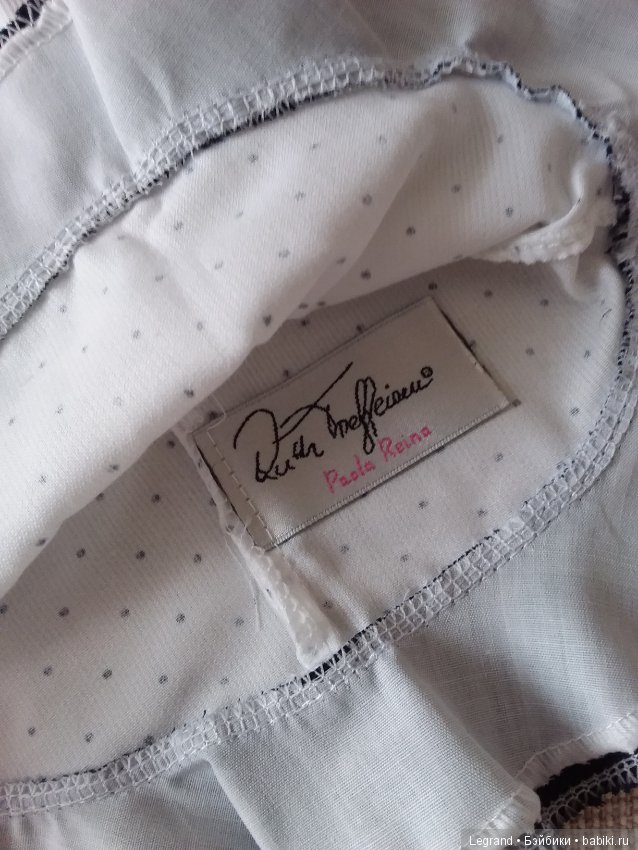 Ruth Treffeisen®
Paola Reina
Legrand • Бэйбики • babiki.ru